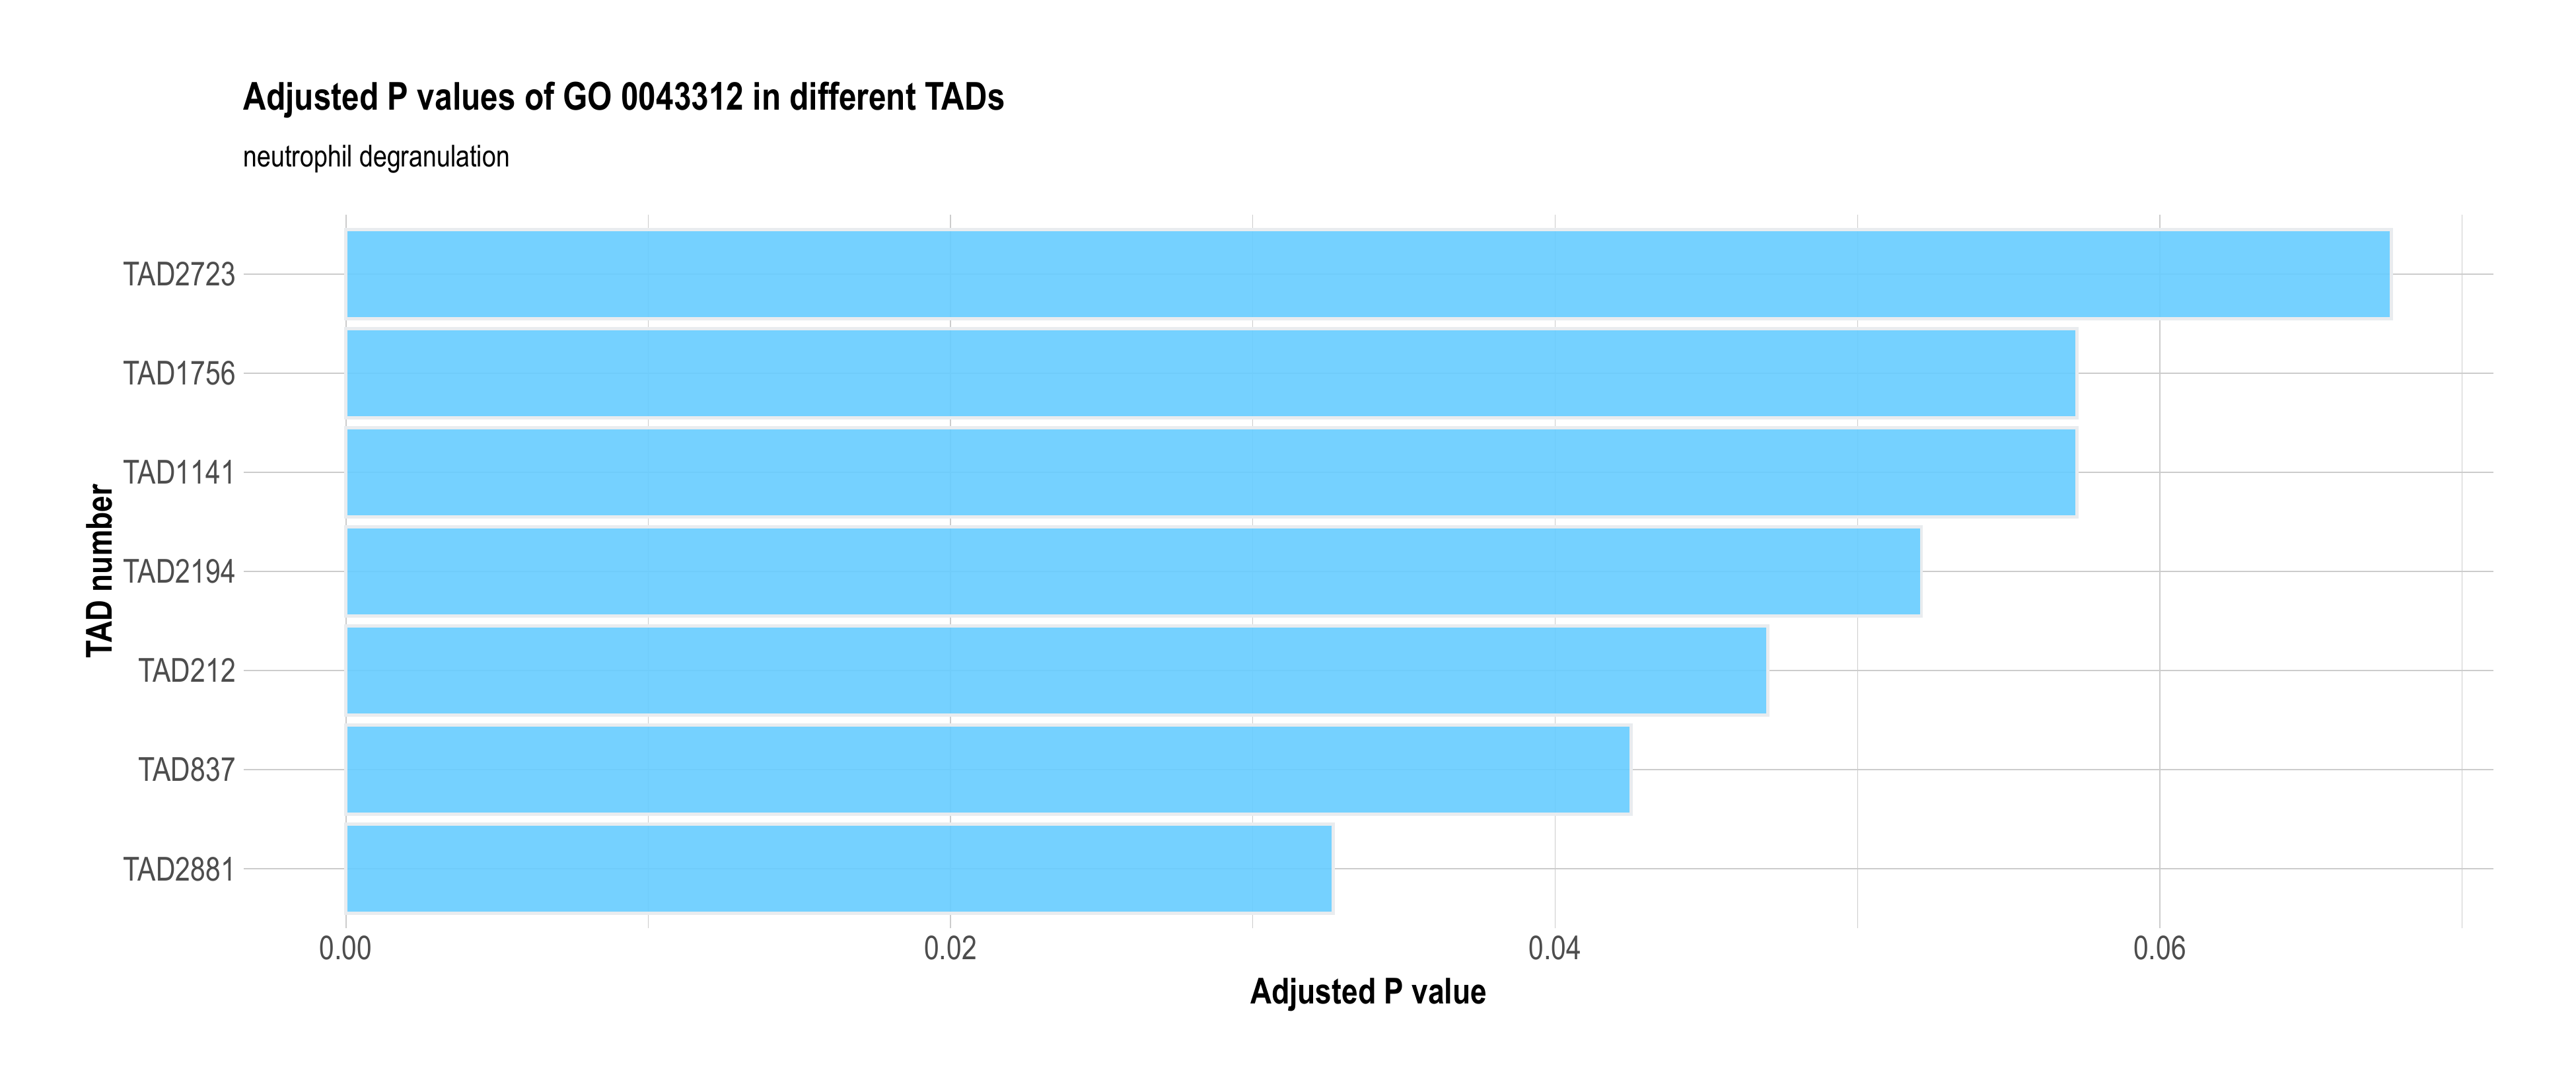 Adjusted P values of GO 0043312 in different TADs
neutrophil degranulation
TAD number
TAD2723
TAD1756
TAD1141
TAD2194
TAD212
TAD837
TAD2881
0.00 0.02 0.04 0.06
Adjusted P value